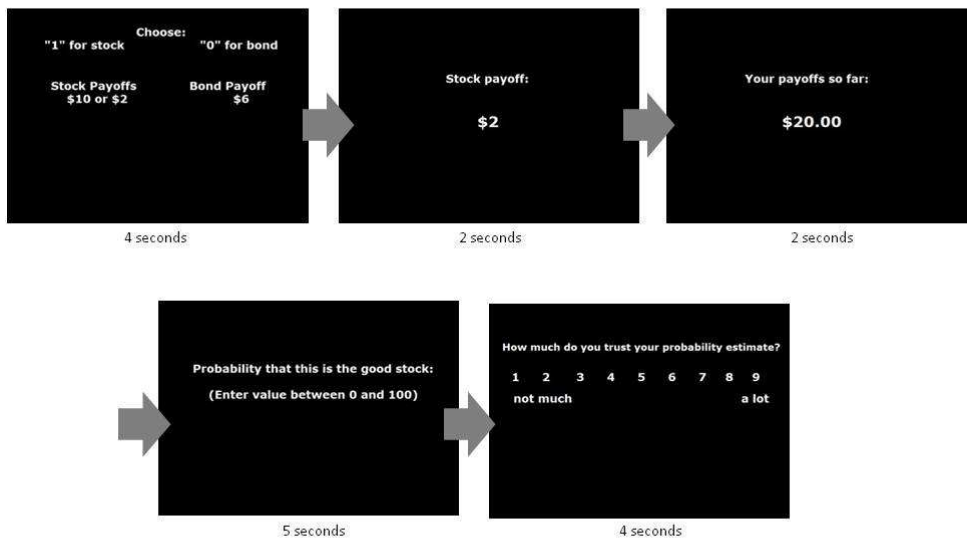 Choose:
"1" for stock "0" for bond
Stock Payoffs Bond Payoff
$10 or $2 $6
4 seconds
Stock payoff:
$2
2 seconds
Your payoffs so far:
$20.00
2 seconds
Probability that this is the good stock:
(Enter value between 0 and 100)
5 seconds
How much do you trust your probability estimate?
1 2 3 4 5 6 7 8 9
not much a lot
4 seconds